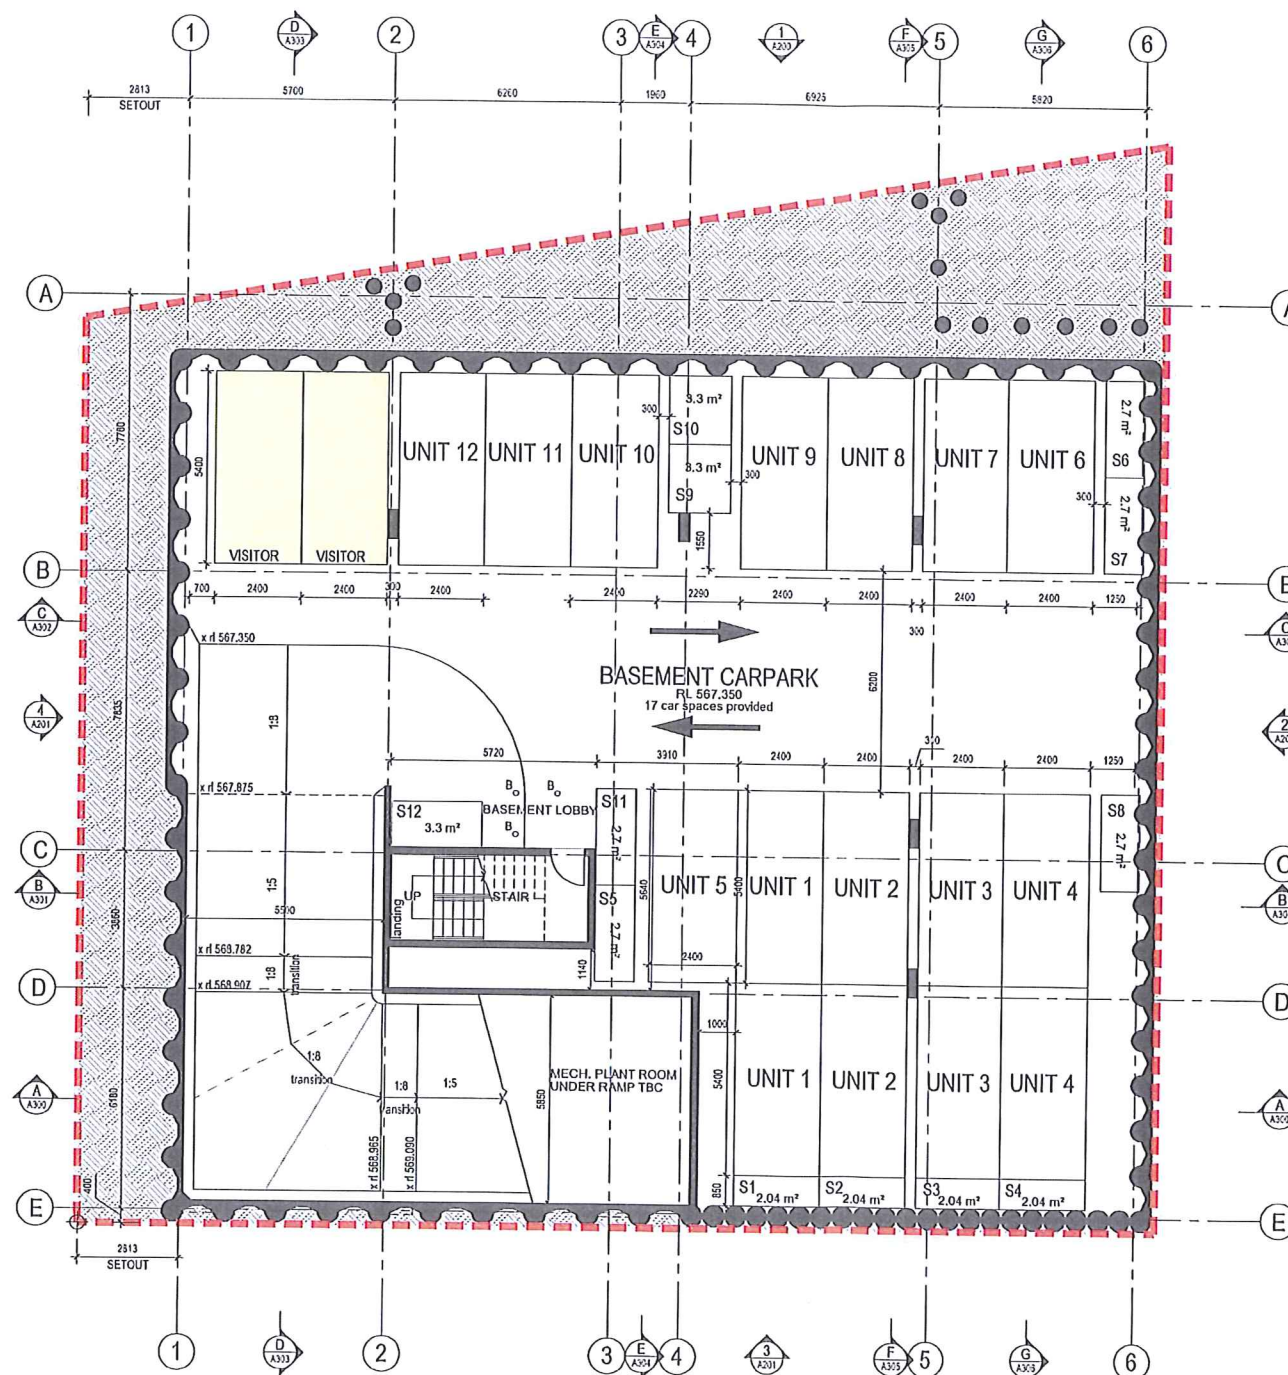 1
D
A303
2
3
E
A304
4
1
A200
F
A305
5
G
A306
6
2813
5700
6260
1960
6925
5820
SETOUT
A
A
7760
5400
VISITOR
VISITOR
UNIT 12
UNIT 11
UNIT 10
300
3.3 m²
S10
3.3 m²
S9
1550
300
UNIT 9
UNIT 8
UNIT 7
UNIT 6
2.7 m²
S6
300
2.7 m²
S7
B
700
2400
2400
300
2400
2400
2290
2400
2400
300
2400
2400
1250
C
A302
x rl 567.350
1:8
BASEMENT CARPARK
RL 567.350
17 car spaces provided
6200
4
A201
7835
5720
3910
2400
2400
300
2400
2400
1250
x rl 567.875
S12
3.3 m²
B
B
BASEMENT LOBBY
B
S11
2.7 m²
S8
2.7 m²
C
C
B
A301
3860
1:5
5500
UP
STAIR
landing
S5
2.7 m²
5640
UNIT 5
5400
UNIT 1
UNIT 2
UNIT 3
UNIT 4
x rl 568.782
1:8
transition
1140
2400
D
x rl 568.907
D
1000
1:8
transition
1:8
transition
1:5
MECH. PLANT ROOM
UNDER RAMP TBC
5850
5400
UNIT 1
UNIT 2
UNIT 3
UNIT 4
A
A300
6180
x rl 568.965
x rl 569.090
400
850
S1
2.04 m²
S2
2.04 m²
S3
2.04 m²
S4
2.04 m²
E
E
2613
SETOUT
1
D
A303
2
3
E
A304
4
3
A201
F
A305
5
G
A306
6